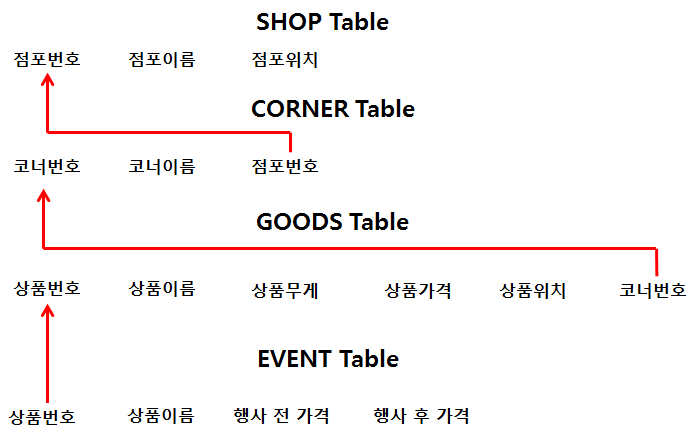 SHOP Table
점포번호 점포이름 점포위치
CORNER Table
코너번호 코너이름 점포번호
GOODS Table
상품번호 상품이름 상품무게 상품가격 상품위치 코너번호
EVENT Table
상품번호 상품이름 행사 전 가격 행사 후 가격